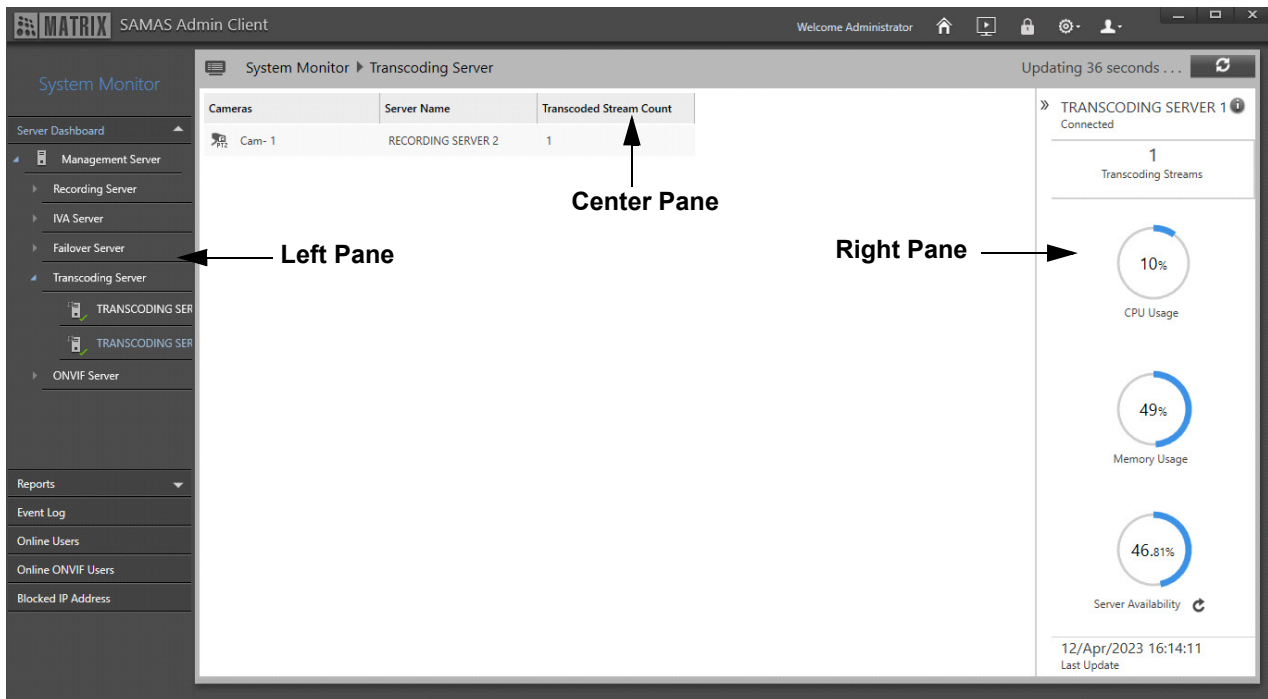 MATRIX SAMAS Admin Client
Welcome Administrator
System Monitor
Server Dashboard
Management Server
Recording Server
IVA Server
Failover Server
Transcoding Server
TRANSCODING SER
TRANSCODING SER
ONVIF Server
Reports
Event Log
Online Users
Online ONVIF Users
Blocked IP Address
System Monitor Transcoding Server
Updating 36 seconds . . .
Cameras Server Name Transcoded Stream Count
PTZ Cam- 1 RECORDING SERVER 2 1
Center Pane
Left Pane
Right Pane
TRANSCODING SERVER 1
Connected
1
Transcoding Streams
10%
CPU Usage
49%
Memory Usage
46.81%
Server Availability
12/Apr/2023 16:14:11
Last Update